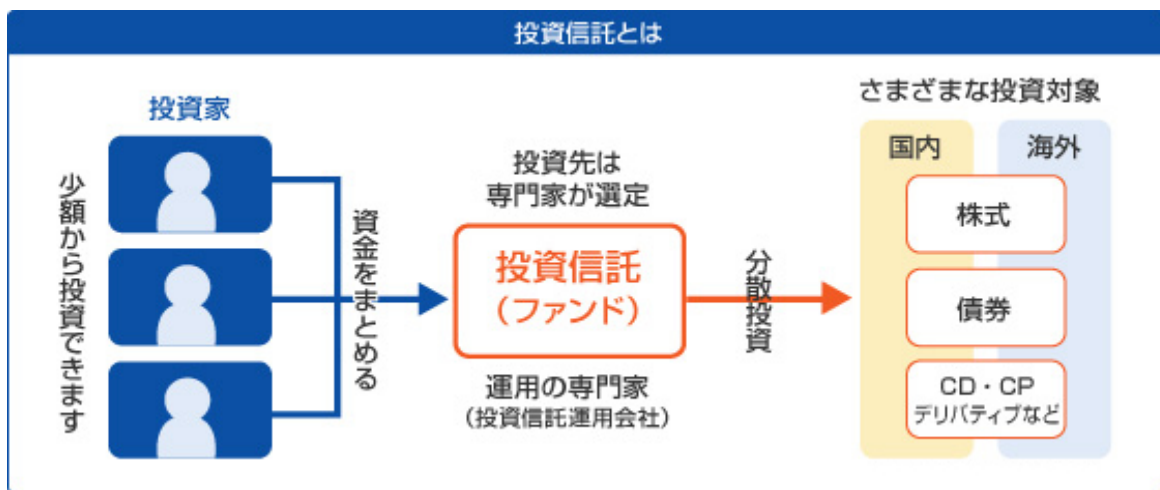 投資信託とは
投資家
少額から投資できます
資金をまとめる
投資先は
専門家が選定
投資信託
(ファンド)
運用の専門家
(投資信託運用会社)
分散投資
さまざまな投資対象
国内
海外
株式
債券
CD・CP
デリバティブなど